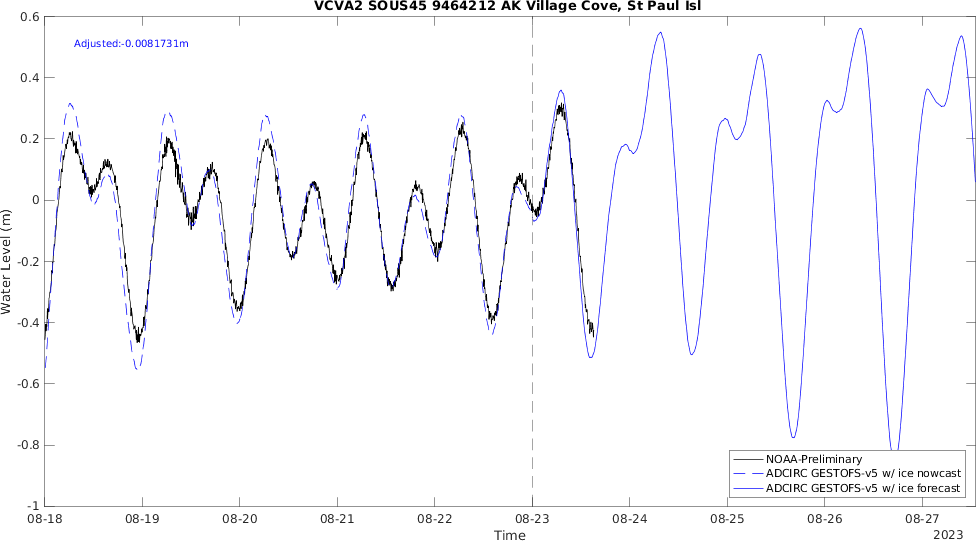 VCVA2 SOUS45 9464212 AK Village Cove, St Paul Isl
Adjusted:-0.0081731m
0.6
0.4
0.2
0
-0.2
-0.4
-0.6
-0.8
-1
Water Level (m)
NOAA-Preliminary
ADCIRC GESTOFS-v5 w/ ice nowcast
ADCIRC GESTOFS-v5 w/ ice forecast
08-18 08-19 08-20 08-21 08-22 08-23 08-24 08-25 08-26 08-27
Time
2023